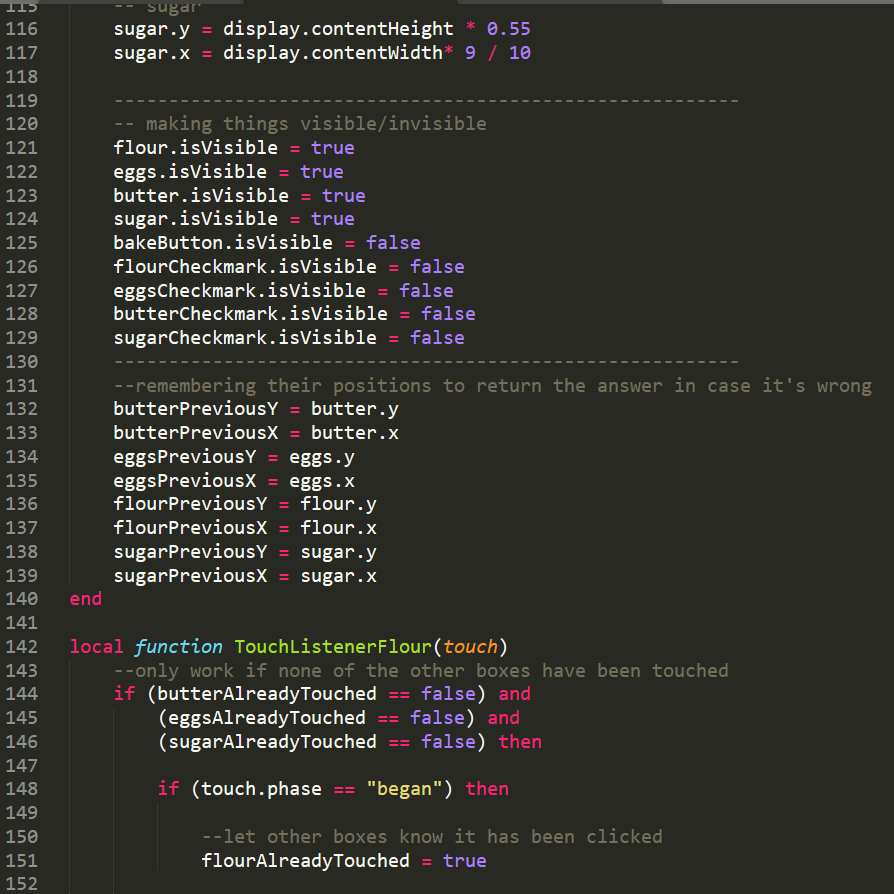 115 -- sugar
116 sugar.y = display.contentHeight * 0.55
117 sugar.x = display.contentWidth* 9 / 10
118
119 ---------------------------------------------------------
120 -- making things visible/invisible
121 flour.isVisible = true
122 eggs.isVisible = true
123 butter.isVisible = true
124 sugar.isVisible = true
125 bakeButton.isVisible = false
126 flourCheckmark.isVisible = false
127 eggsCheckmark.isVisible = false
128 butterCheckmark.isVisible = false
129 sugarCheckmark.isVisible = false
130 ---------------------------------------------------------
131 --remembering their positions to return the answer in case it's wrong
132 butterPreviousY = butter.y
133 butterPreviousX = butter.x
134 eggsPreviousY = eggs.y
135 eggsPreviousX = eggs.x
136 flourPreviousY = flour.y
137 flourPreviousX = flour.x
138 sugarPreviousY = sugar.y
139 sugarPreviousX = sugar.x
140 end
141
142 local function TouchListenerFlour(touch)
143 --only work if none of the other boxes have been touched
144 if (butterAlreadyTouched == false) and
145 (eggsAlreadyTouched == false) and
146 (sugarAlreadyTouched == false) then
147
148 if (touch.phase == "began") then
149
150 --let other boxes know it has been clicked
151 flourAlreadyTouched = true
152